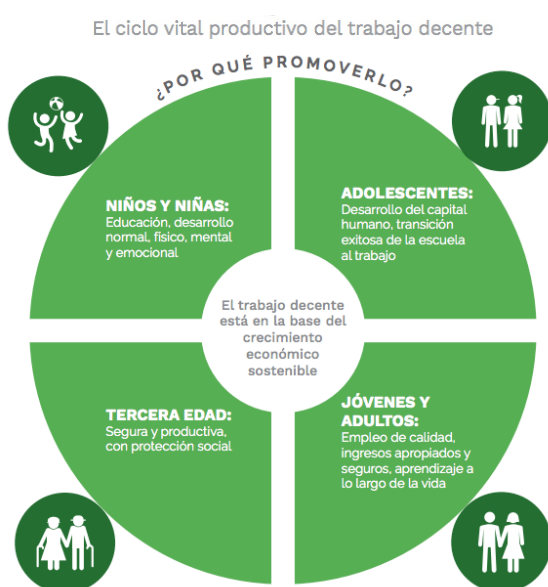 El ciclo vital productivo del trabajo decente
¿POR QUÉ PROMOVERLO?
NIÑOS Y NIÑAS:
Educación, desarrollo
normal, físico, mental
y emocional
ADOLESCENTES:
Desarrollo del capital
humano, transición
exitosa de la escuela
al trabajo
El trabajo decente
está en la base del
crecimiento
económico
sostenible
TERCERA EDAD:
Segura y productiva,
con protección social
JÓVENES Y
ADULTOS:
Empleo de calidad,
ingresos apropiados y
seguros, aprendizaje a
lo largo de la vida